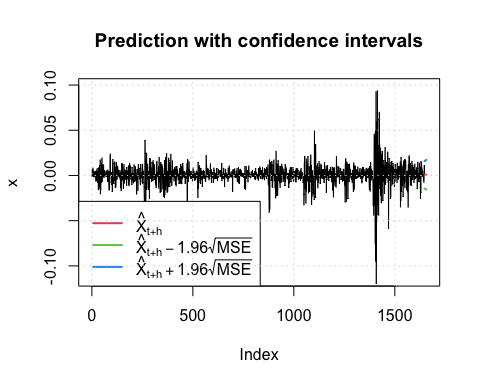 Prediction with confidence intervals
x
0.10
0.05
0.00
-0.10
X̂t+h
X̂t+h − 1.96√MSE
X̂t+h + 1.96√MSE
0 500 1000 1500
Index